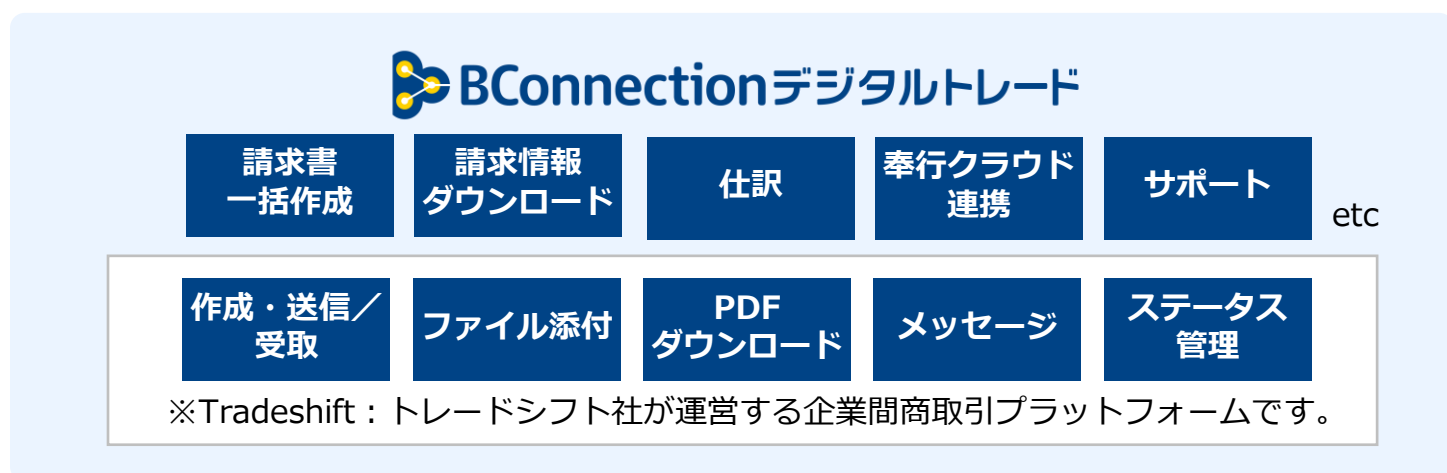 BConnectionデジタルトレード
請求書
一括作成
請求情報
ダウンロード
仕訳
奉行クラウド
連携
サポート
etc
作成・送信／
受取
ファイル添付
PDF
ダウンロード
メッセージ
ステータス
管理
※Tradeshift：トレードシフト社が運営する企業間商取引プラットフォームです。